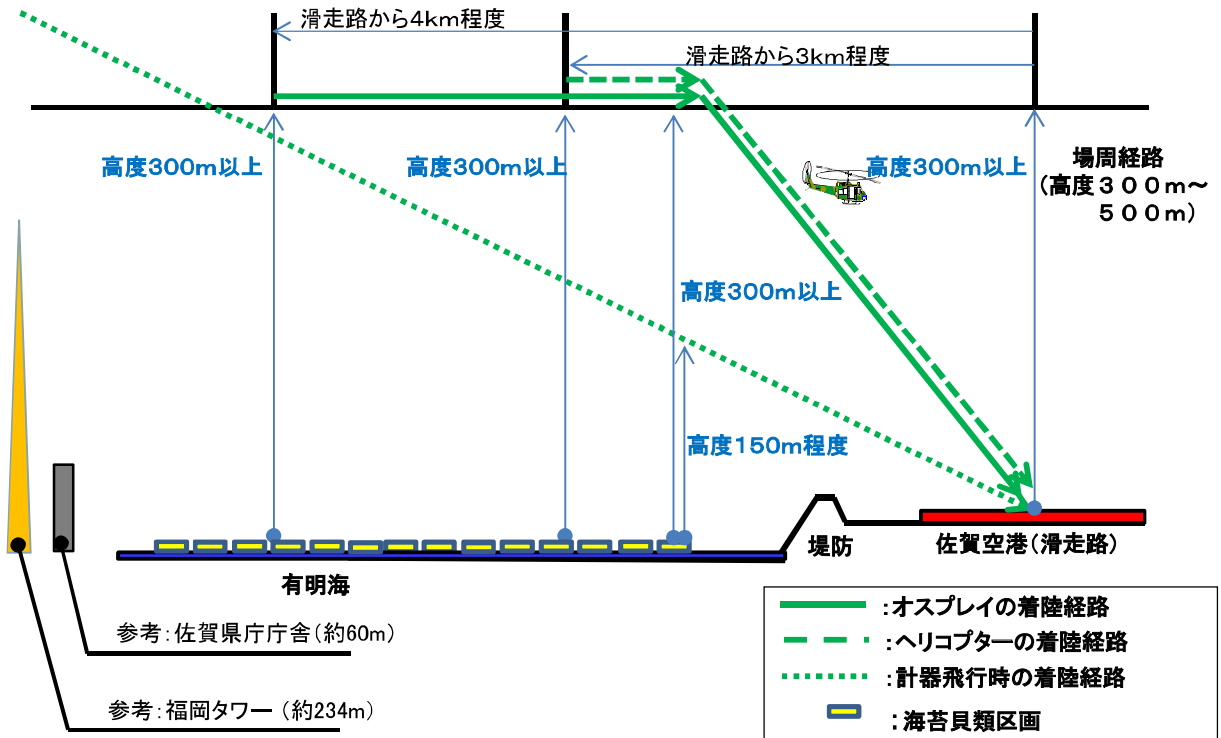 滑走路から4km程度
滑走路から3km程度
高度300m以上
高度300m以上
高度300m以上
場周経路
（高度３００m～
５００m）
高度300m以上
高度150m程度
堤防
佐賀空港（滑走路）
有明海
参考：佐賀県庁庁舎（約60m）
参考：福岡タワー （約234m）
：オスプレイの着陸経路
：ヘリコプターの着陸経路
：計器飛行時の着陸経路
：海苔貝類区画